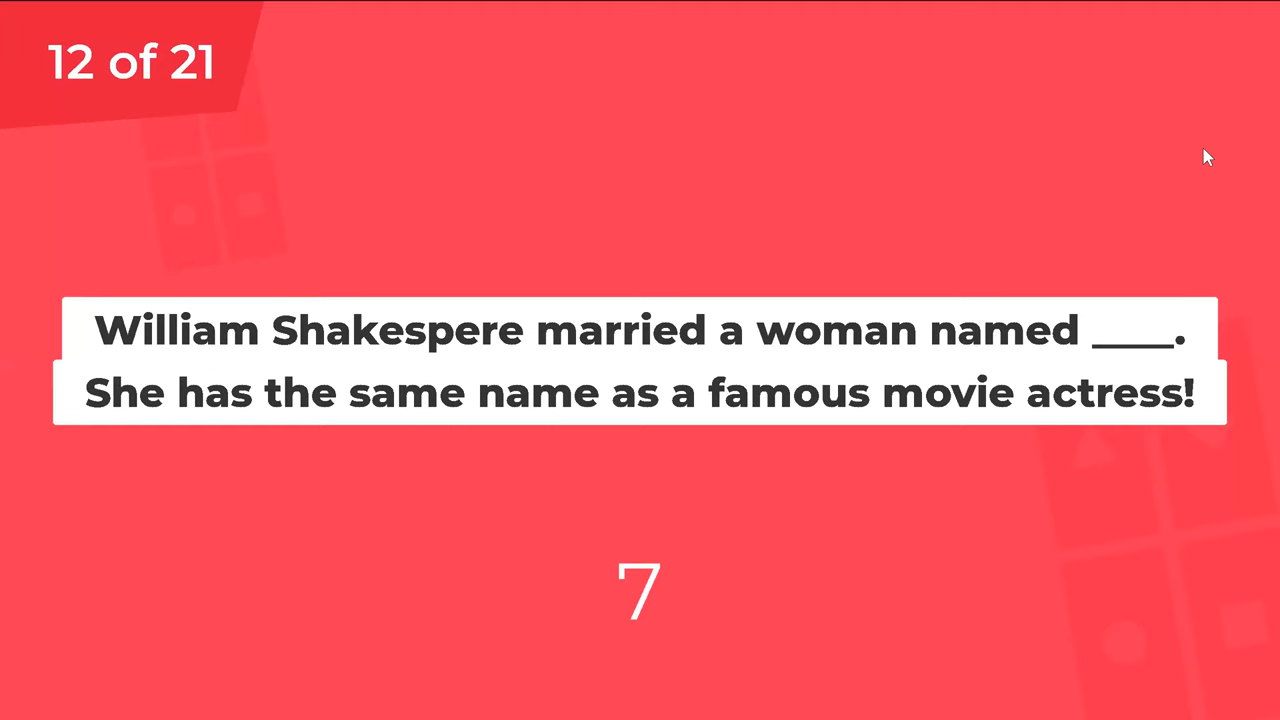 12 of 21
William Shakespere married a woman named ____.
She has the same name as a famous movie actress!
7